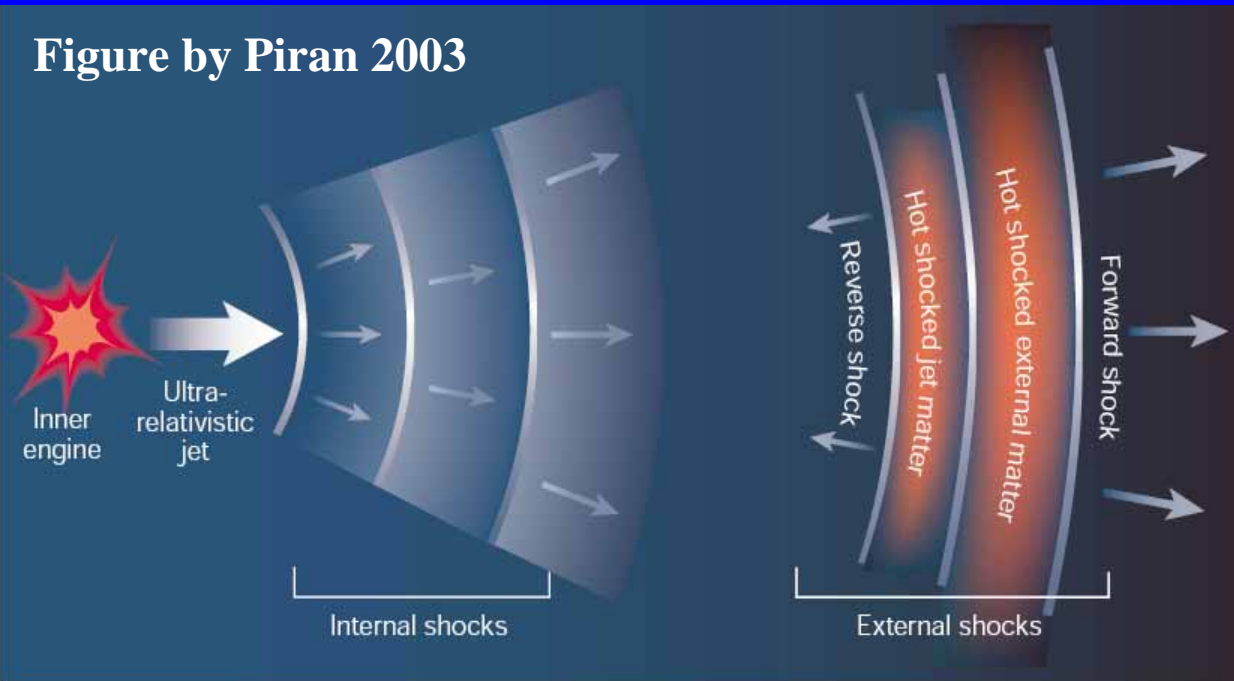 Figure by Piran 2003
Inner
engine
Ultra-
relativistic
jet
Internal shocks
Reverse shock
Hot shocked jet matter
Hot shocked external matter
Forward shock
External shocks